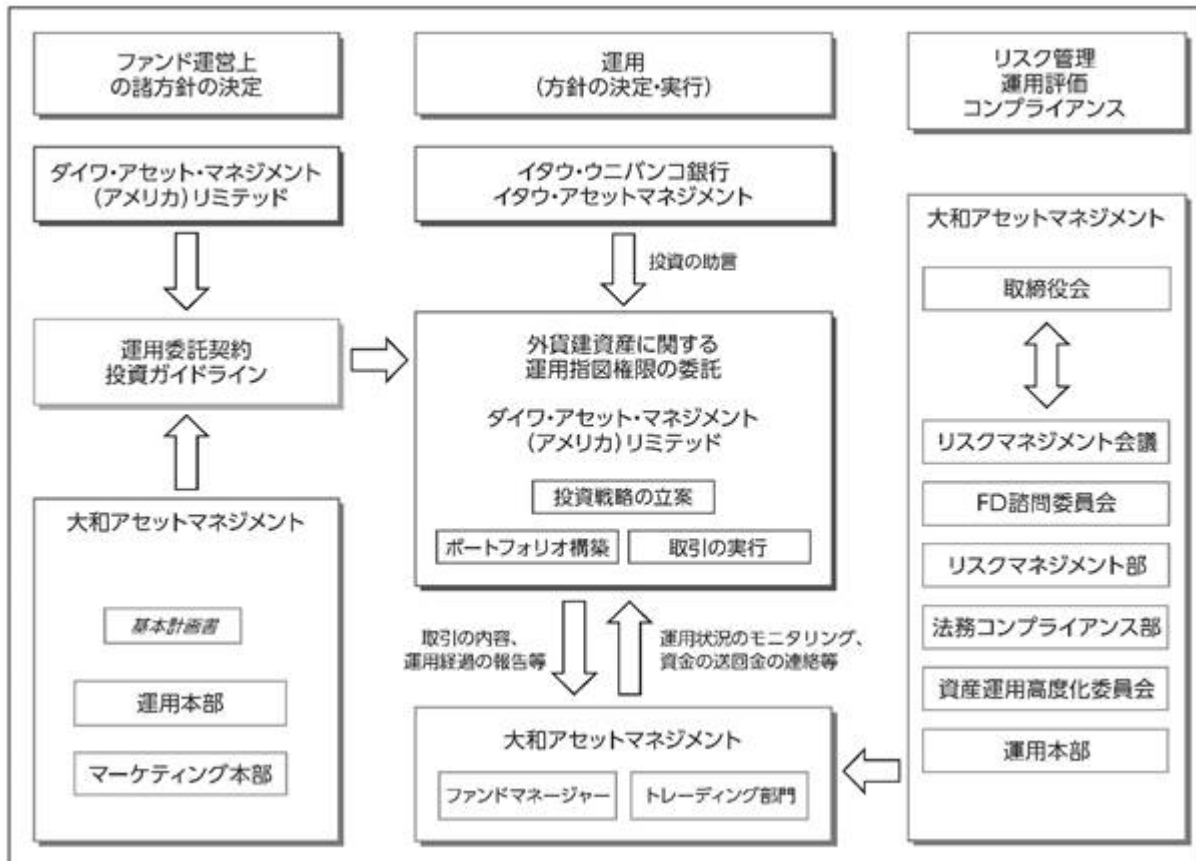 ファンド運営上
の諸方針の決定
ダイワ・アセット・マネジメント
(アメリカ)リミテッド
運用委託契約
投資ガイドライン
大和アセットマネジメント
基本計画書
運用本部
マーケティング本部
運用
(方針の決定・実行)
イタウ・ウニバンコ銀行
イタウ・アセットマネジメント
投資の助言
外貨建資産に関する
運用指図権限の委託
ダイワ・アセット・マネジメント
(アメリカ)リミテッド
投資戦略の立案
ポートフォリオ構築
取引の実行
取引の内容、
運用経過の報告等
運用状況のモニタリング、
資金の送回金の連絡等
大和アセットマネジメント
ファンドマネージャー
トレーディング部門
リスク管理
運用評価
コンプライアンス
大和アセットマネジメント
取締役会
リスクマネジメント会議
FD諮問委員会
リスクマネジメント部
法務コンプライアンス部
資産運用高度化委員会
運用本部